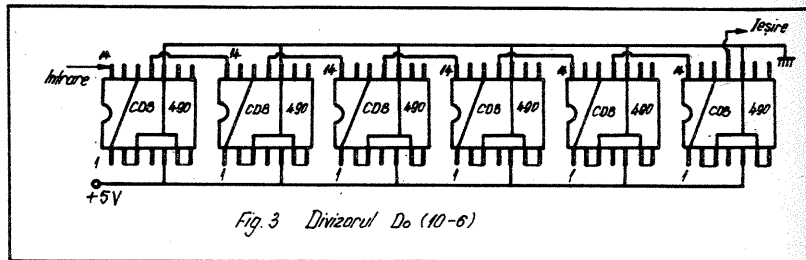 Ieșire
14 14 14 14 14 14
Intrare
CDB 490 CDB 490 CDB 490 CDB 490 CDB 490 CDB 490
1 1 1 1 1 1
+5V
Fig. 3 Divizorul Do (10-6)